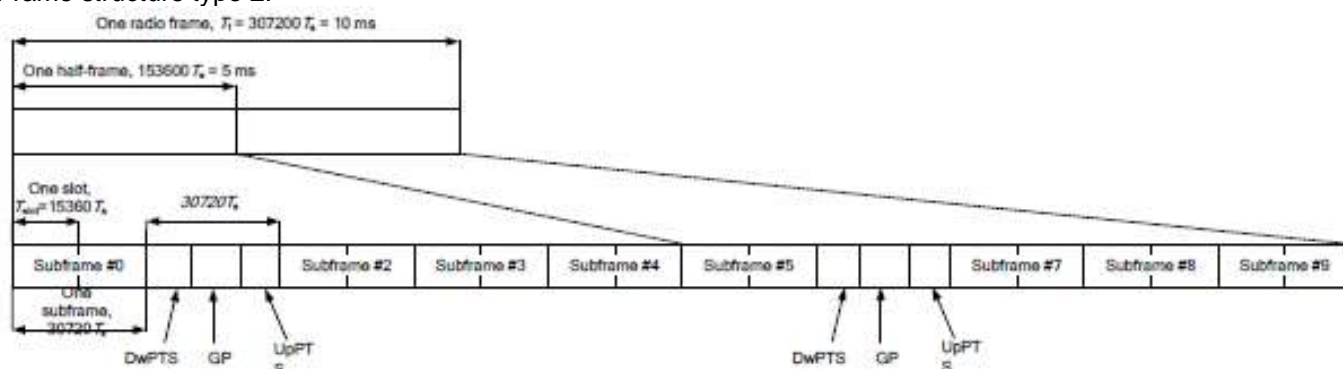 Frame structure type 2.
One radio frame, Tf = 307200 Ts = 10 ms
One half-frame, 153600 Ts = 5 ms
One slot,
Tslot=15360 Ts
30720Ts
Subframe #0
Subframe #2
Subframe #3
Subframe #4
Subframe #5
Subframe #7
Subframe #8
Subframe #9
One
subframe,
30720 Ts
DwPTS
GP
UpPT
S
DwPTS
GP
UpPT
S